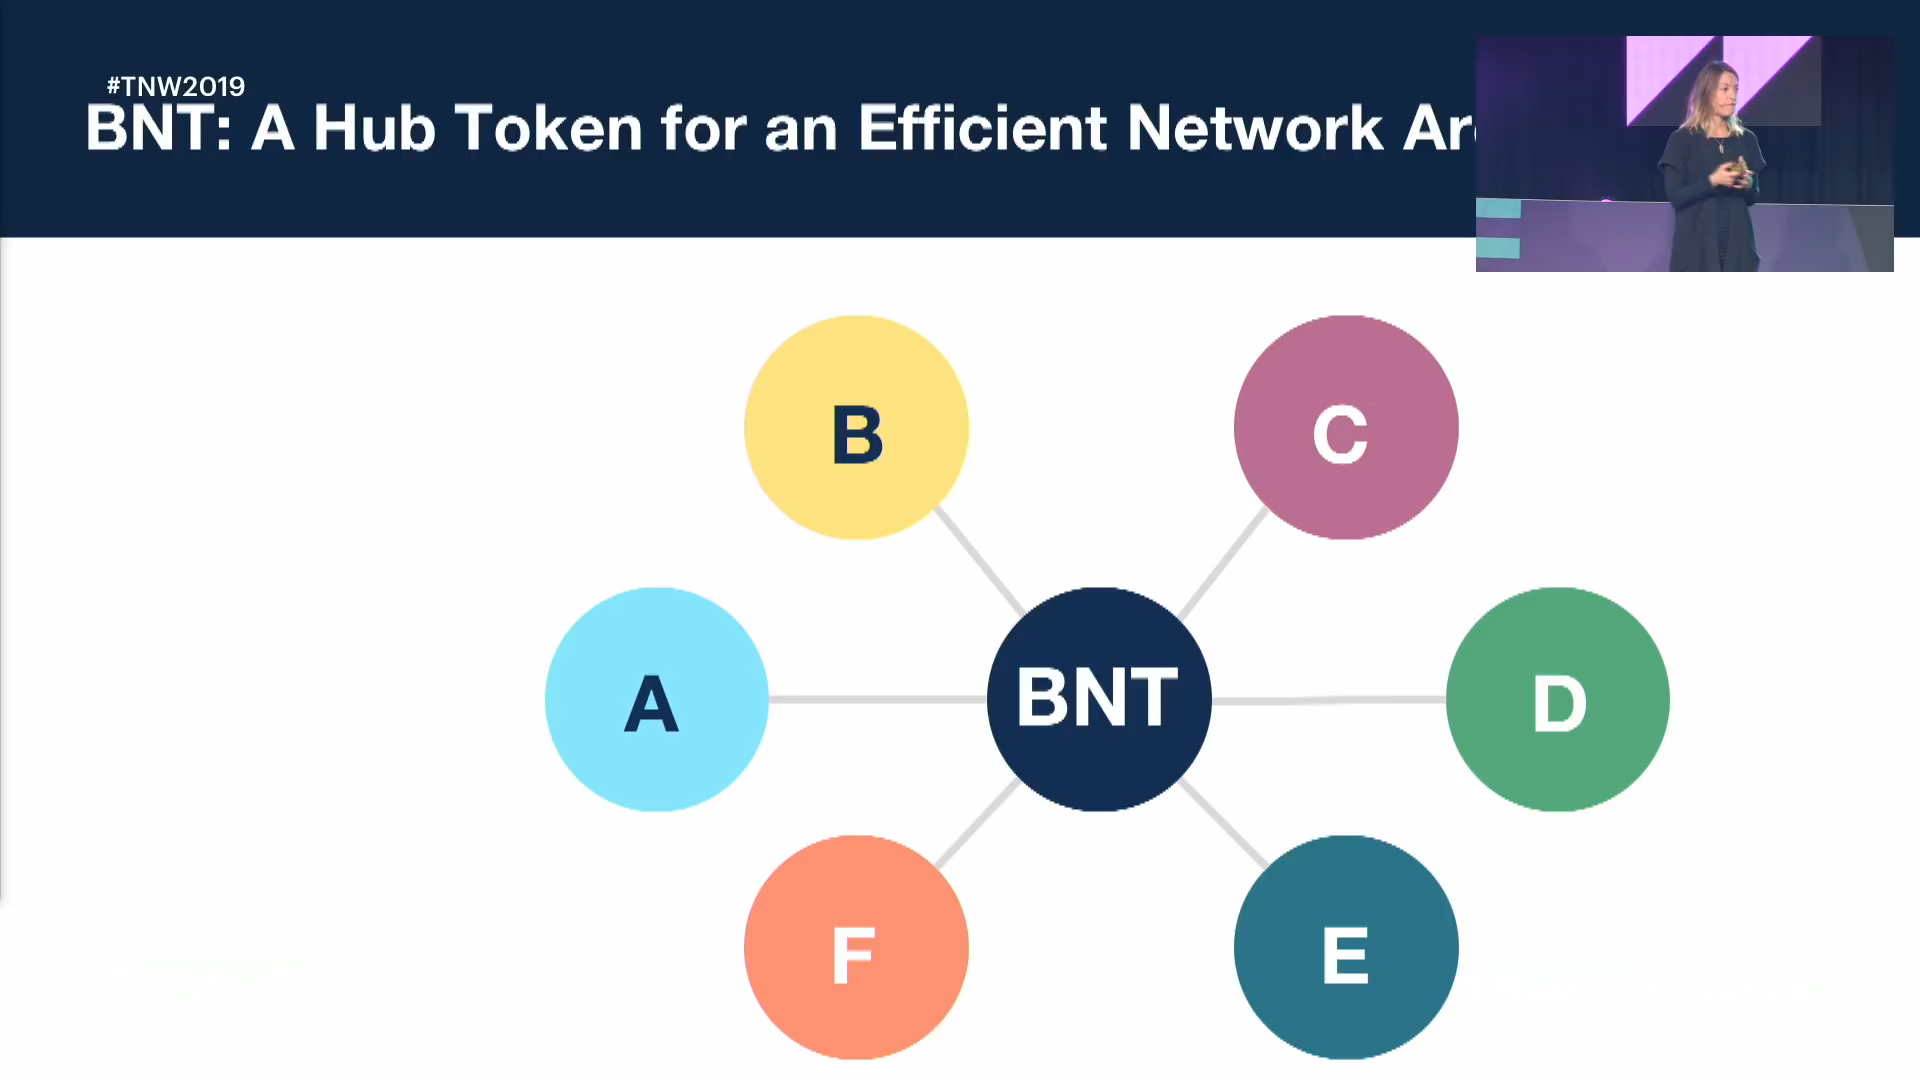 #TNW2019
BNT: A Hub Token for an Efficient Network
B
C
A
BNT
D
F
E